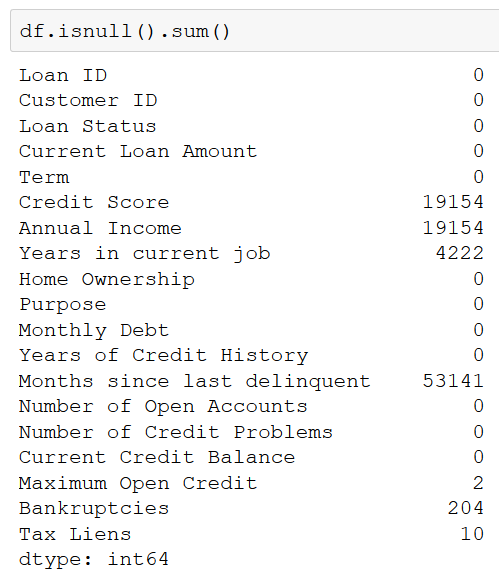 df.isnull().sum()
Loan ID 0
Customer ID 0
Loan Status 0
Current Loan Amount 0
Term 0
Credit Score 19154
Annual Income 19154
Years in current job 4222
Home Ownership 0
Purpose 0
Monthly Debt 0
Years of Credit History 0
Months since last delinquent 53141
Number of Open Accounts 0
Number of Credit Problems 0
Current Credit Balance 0
Maximum Open Credit 2
Bankruptcies 204
Tax Liens 10
dtype: int64